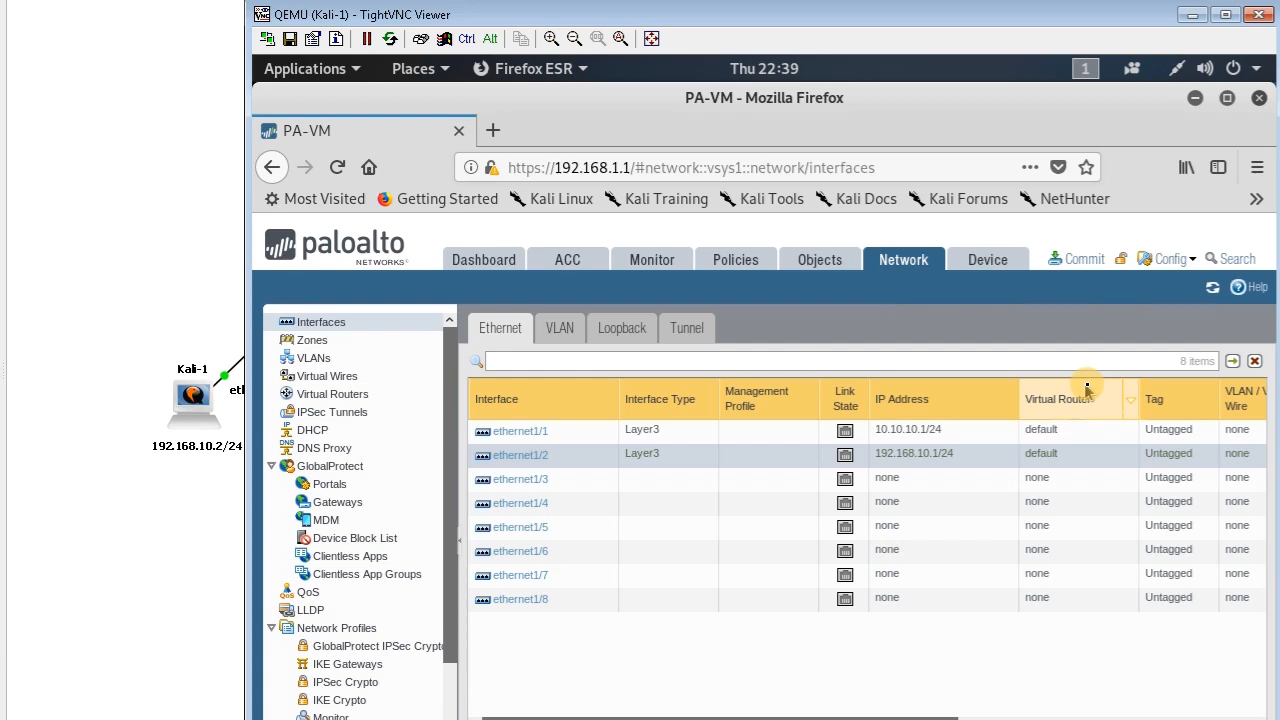 QEMU (Kali-1) - TightVNC Viewer
Ctrl Alt
Applications Places Firefox ESR Thu 22:39 1
PA-VM - Mozilla Firefox
PA-VM
https://192.168.1.1/#network::vsys1::network/interfaces
Most Visited Getting Started Kali Linux Kali Training Kali Tools Kali Docs Kali Forums NetHunter
paloalto
NETWORKS
Dashboard ACC Monitor Policies Objects Network Device Commit Config Search
Help
Interfaces
Zones
VLANs
Virtual Wires
Virtual Routers
IPSec Tunnels
DHCP
DNS Proxy
GlobalProtect
Portals
Gateways
MDM
Device Block List
Clientless Apps
Clientless App Groups
QoS
LLDP
Network Profiles
GlobalProtect IPSec Crypto
IKE Gateways
IPSec Crypto
IKE Crypto
Monitor
Ethernet VLAN Loopback Tunnel
8 items
Interface Interface Type Management Profile Link State IP Address Virtual Router Tag VLAN / V Wire
ethernet1/1 Layer3 10.10.10.1/24 default Untagged none
ethernet1/2 Layer3 192.168.10.1/24 default Untagged none
ethernet1/3 none none Untagged none
ethernet1/4 none none Untagged none
ethernet1/5 none none Untagged none
ethernet1/6 none none Untagged none
ethernet1/7 none none Untagged none
ethernet1/8 none none Untagged none
Kali-1
etl
192.168.10.2/24